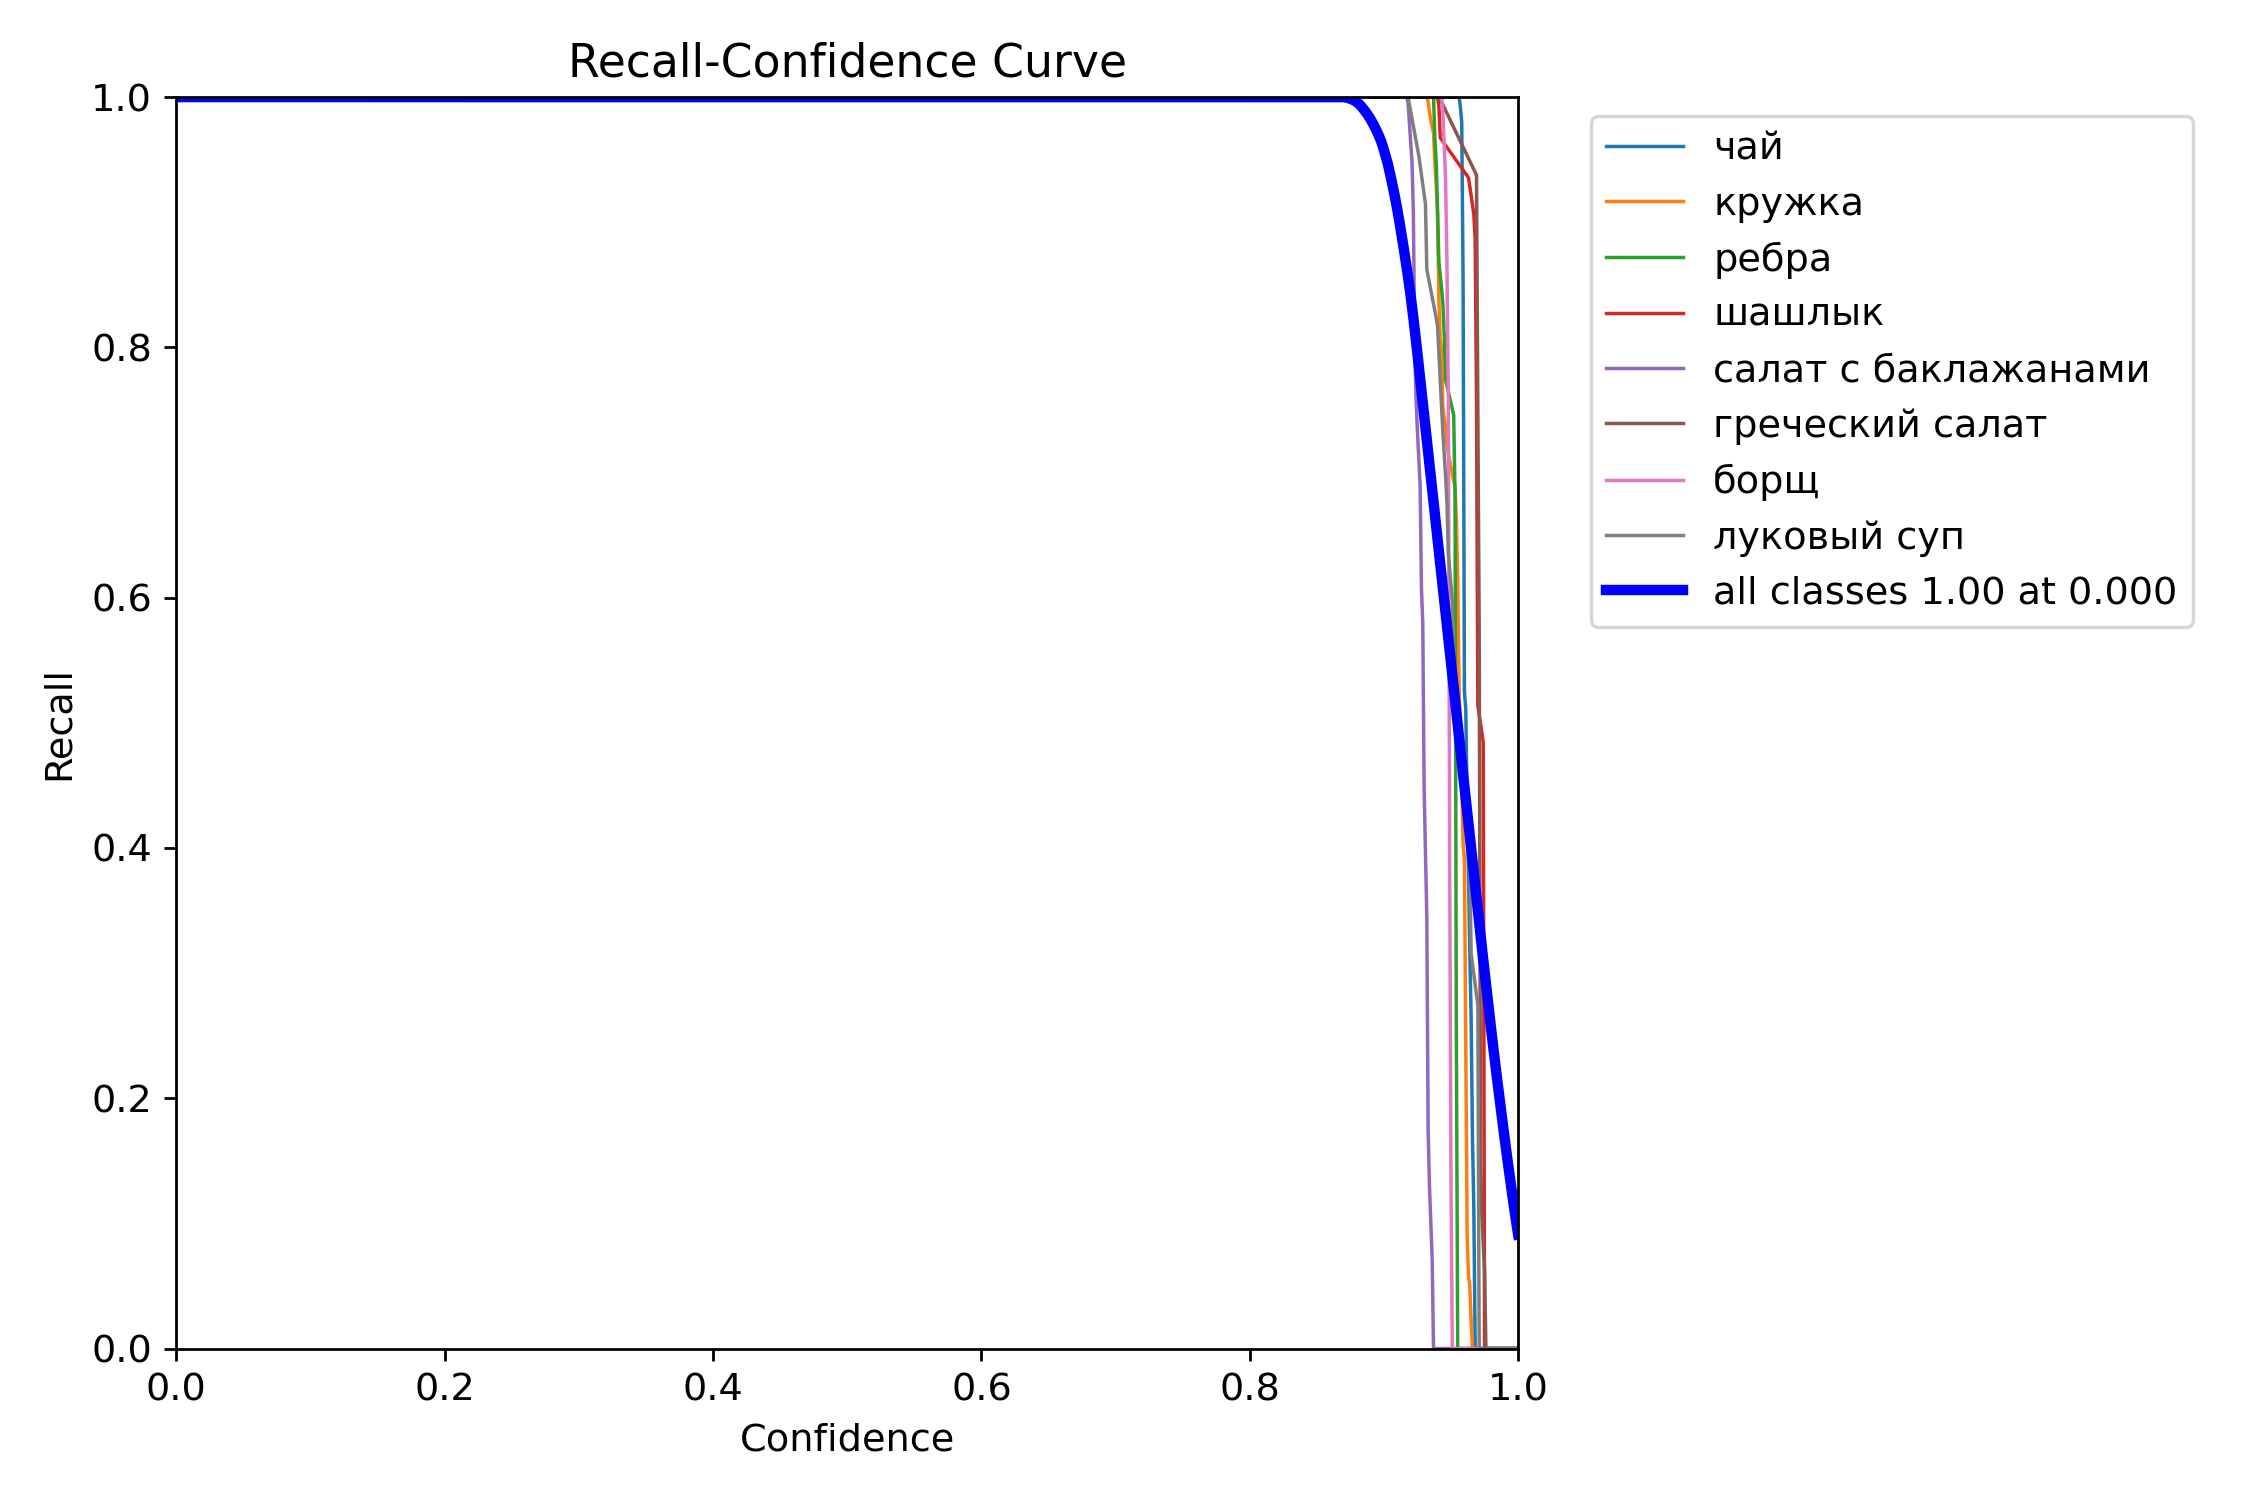 Recall-Confidence Curve
1.0
0.8
0.6
0.4
0.2
0.0
Recall
0.0 0.2 0.4 0.6 0.8 1.0
Confidence
чай
кружка
ребра
шашлык
салат с баклажанами
греческий салат
борщ
луковый суп
all classes 1.00 at 0.000